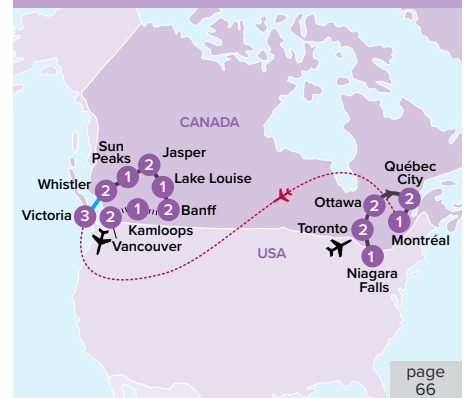 CANADA
Sun
Peaks
1
2
Jasper
1
Lake Louise
Whistler
2
Victoria
3
2
1
2
Banff
Kamloops
Vancouver
Québec
City
2
Ottawa
2
Toronto
2
1
Montréal
USA
1
Niagara
Falls
page
66